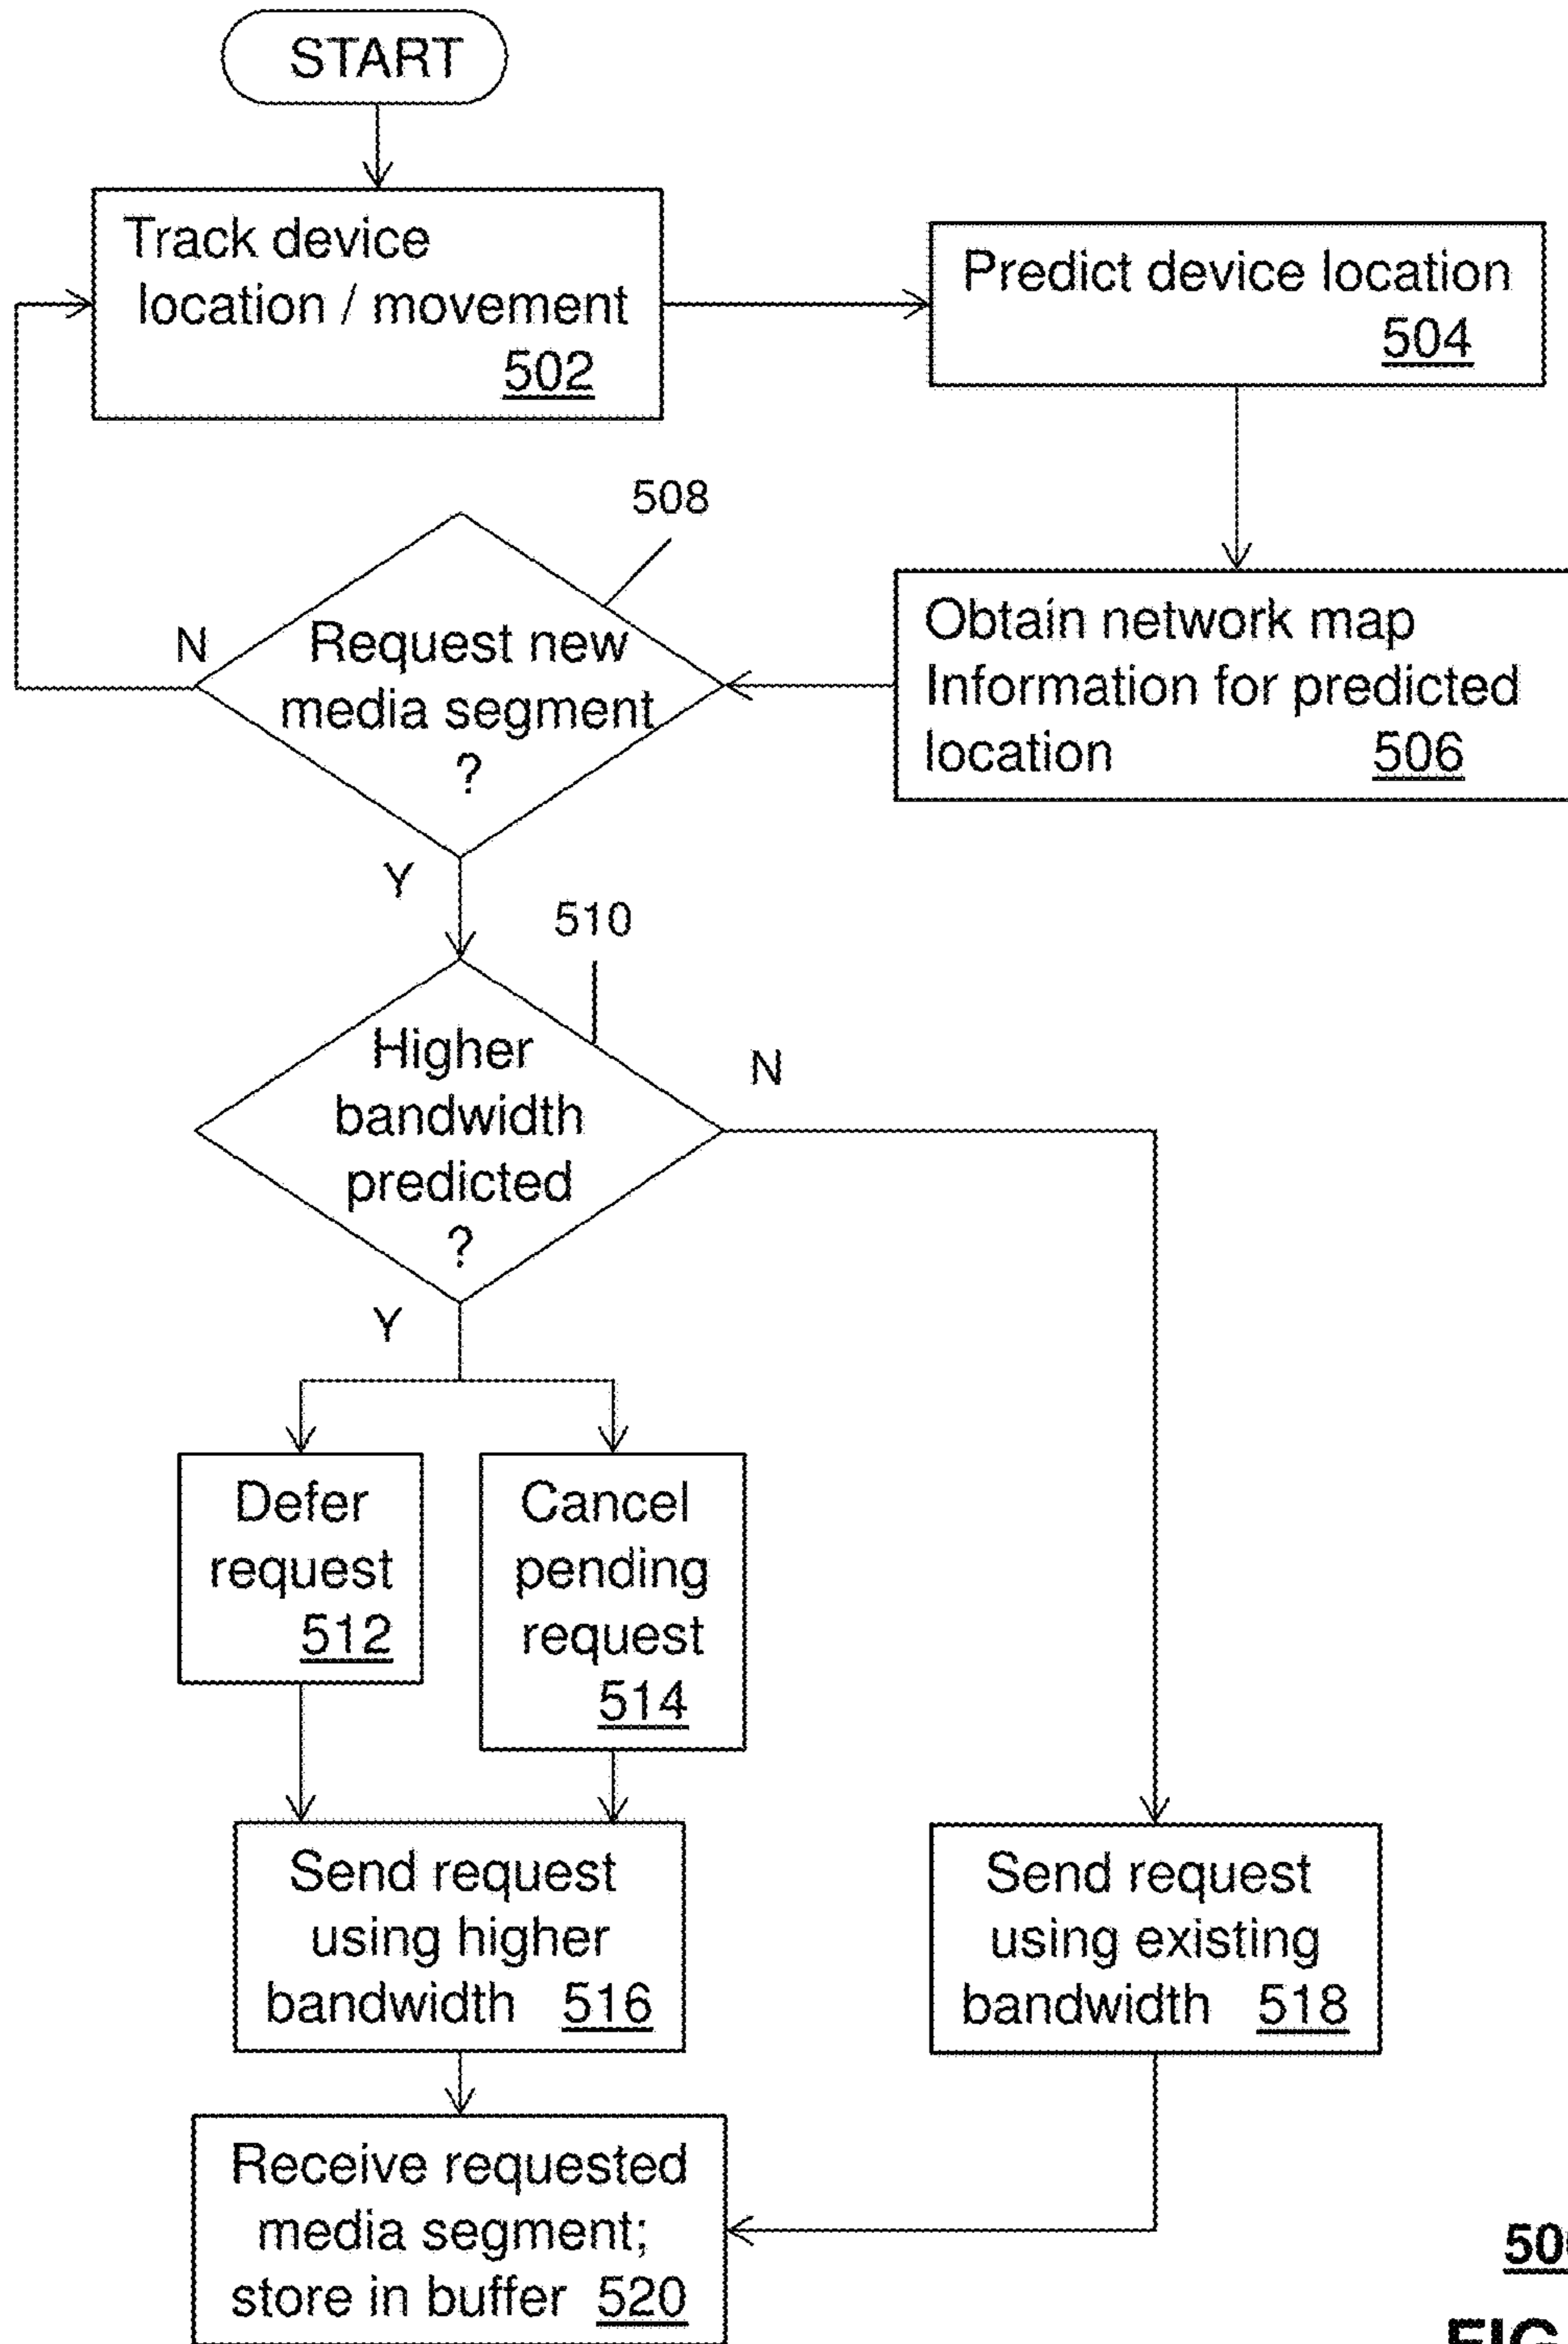 START
Track device
location / movement
502
Predict device location
504
508
Obtain network map
Information for predicted
location 506
N
Request new
media segment
?
Y
510
Higher
bandwidth
predicted
?
N
Y
Defer
request
512
Cancel
pending
request
514
Send request
using higher
bandwidth 516
Send request
using existing
bandwidth 518
Receive requested
media segment;
store in buffer 520